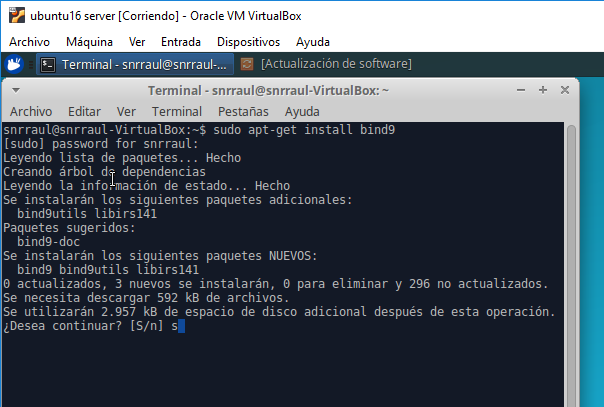 ubuntu16 server [Corriendo] - Oracle VM VirtualBox
Archivo Máquina Ver Entrada Dispositivos Ayuda
Terminal - snrraul@snrraul-... [Actualización de software]
Terminal - snrraul@snrraul-VirtualBox: ~
Archivo Editar Ver Terminal Pestañas Ayuda
snrraul@snrraul-VirtualBox:~$ sudo apt-get install bind9
[sudo] password for snrraul:
Leyendo lista de paquetes... Hecho
Creando árbol de dependencias
Leyendo la información de estado... Hecho
Se instalarán los siguientes paquetes adicionales:
bind9utils libirs141
Paquetes sugeridos:
bind9-doc
Se instalarán los siguientes paquetes NUEVOS:
bind9 bind9utils libirs141
0 actualizados, 3 nuevos se instalarán, 0 para eliminar y 296 no actualizados.
Se necesita descargar 592 kB de archivos.
Se utilizarán 2.957 kB de espacio de disco adicional después de esta operación.
¿Desea continuar? [S/n] s